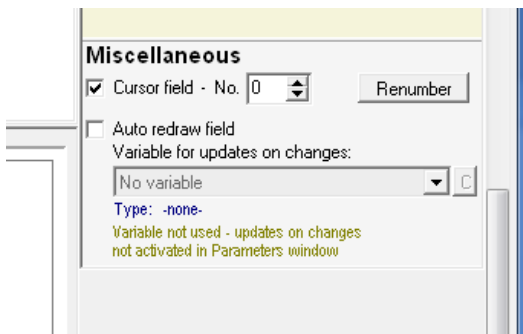 Miscellaneous
Cursor field - No. 0 Renumber
Auto redraw field
Variable for updates on changes:
No variable C
Type: -none-
Variable not used - updates on changes
not activated in Parameters window